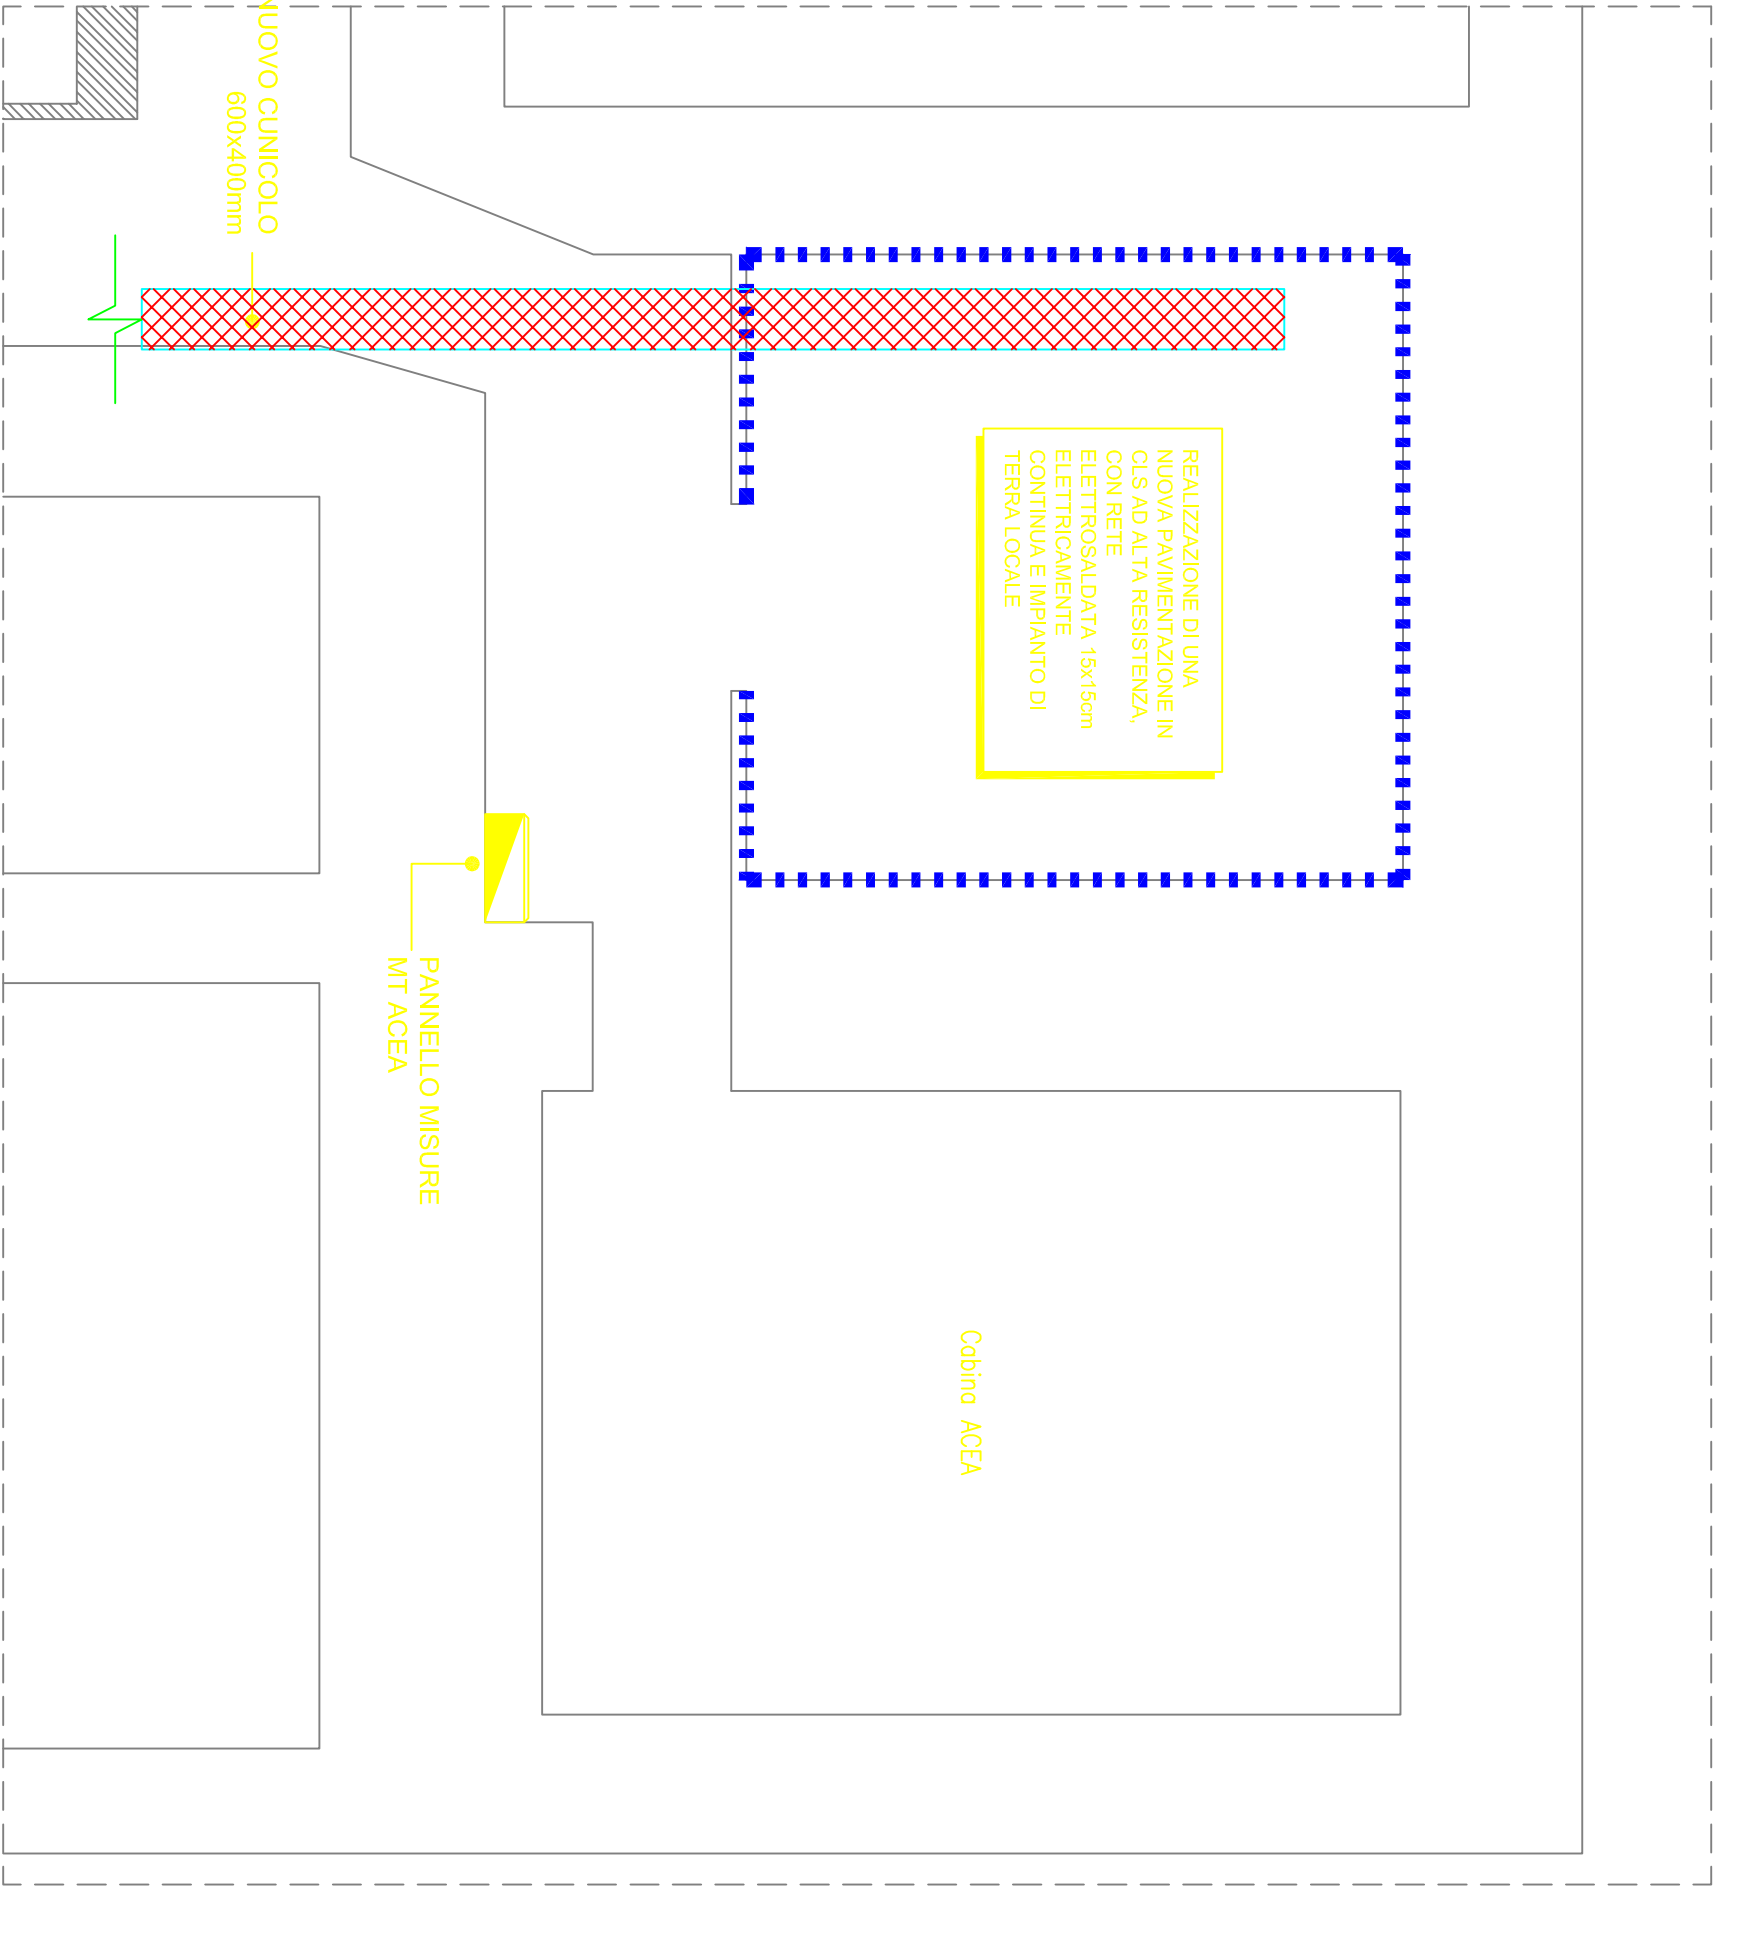 NUOVO CUNICOLO
600x400mm
REALIZZAZIONE DI UNA
NUOVA PAVIMENTAZIONE IN
CLS AD ALTA RESISTENZA,
CON RETE
ELETTROSALDATA 15x15cm
ELETTRICAMENTE
CONTINUA E IMPIANTO DI
TERRA LOCALE
PANNELLO MISURE
MT ACEA
Cabina ACEA